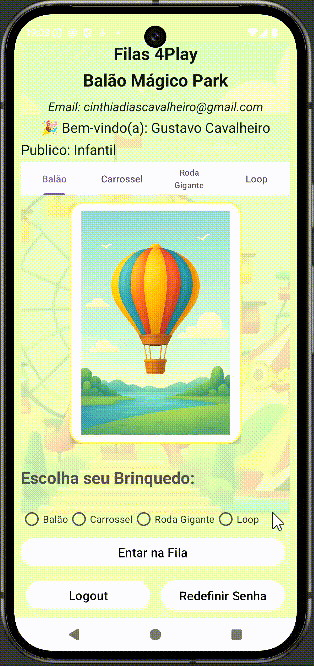 Filas 4Play
Balão Mágico Park
Email: cinthiadiascavalheiro@gmail.com
🎉 Bem-vindo(a): Gustavo Cavalheiro
Publico: Infantil
Balão Carrossel Roda Gigante Loop
Escolha seu Brinquedo:
Balão Carrossel Roda Gigante Loop
Entrar na Fila
Logout Redefinir Senha